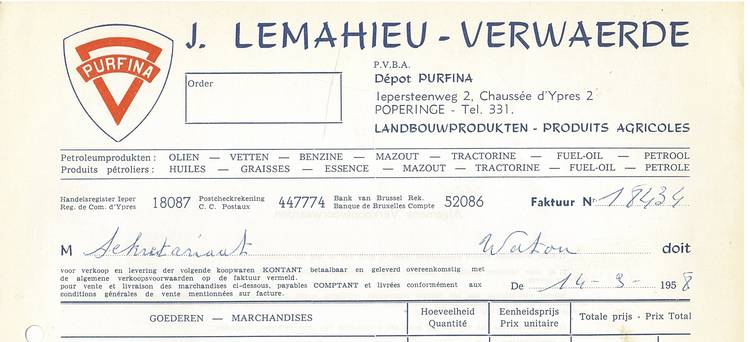 PURFINA
J. LEMAHIEU - VERWAERDE
P.V.B.A.
Order
Dépot PURFINA
Iepersteenweg 2, Chaussée d'Ypres 2
POPERINGE - Tel. 331.
LANDBOUWPRODUKTEN - PRODUITS AGRICOLES
Petroleumprodukten : OLIEN — VETTEN — BENZINE — MAZOUT — TRACTORINE — FUEL-OIL — PETROOL
Produits pétroliers : HUILES — GRAISSES — ESSENCE — MAZOUT — TRACTORINE — FUEL-OIL — PETROLE
Handelsregister Ieper
Reg. de Com. d'Ypres 18087 Postcheckrekening
C. C. Postaux 447774 Bank van Brussel Rek.
Banque de Bruxelles Compte 52086 Faktuur Nr 18434
M Sekretariaat Watou doit
voor verkoop en levering der volgende koopwaren KONTANT betaalbaar en geleverd overeenkomstig met
de algemene verkoopsvoorwaarden op de faktuur vermeld.
pour vente et livraison des marchandises ci-dessous, payables COMPTANT et livrées conformément aux
conditions générales de vente mentionnées sur facture.
De 14-3-1958
GOEDEREN — MARCHANDISES
Hoeveelheid
Quantité
Eenheidsprijs
Prix unitaire
Totale prijs - Prix Total